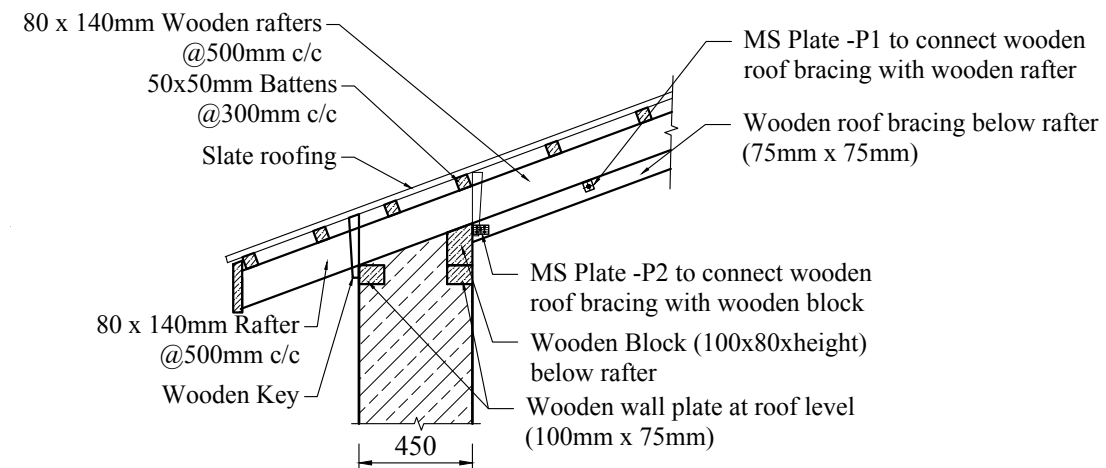 80 x 140mm Wooden rafters
@500mm c/c
50x50mm Battens
@300mm c/c
Slate roofing
MS Plate -P1 to connect wooden
roof bracing with wooden rafter
Wooden roof bracing below rafter
(75mm x 75mm)
MS Plate -P2 to connect wooden
roof bracing with wooden block
80 x 140mm Rafter
@500mm c/c
Wooden Key
Wooden Block (100x80xheight)
below rafter
Wooden wall plate at roof level
(100mm x 75mm)
450